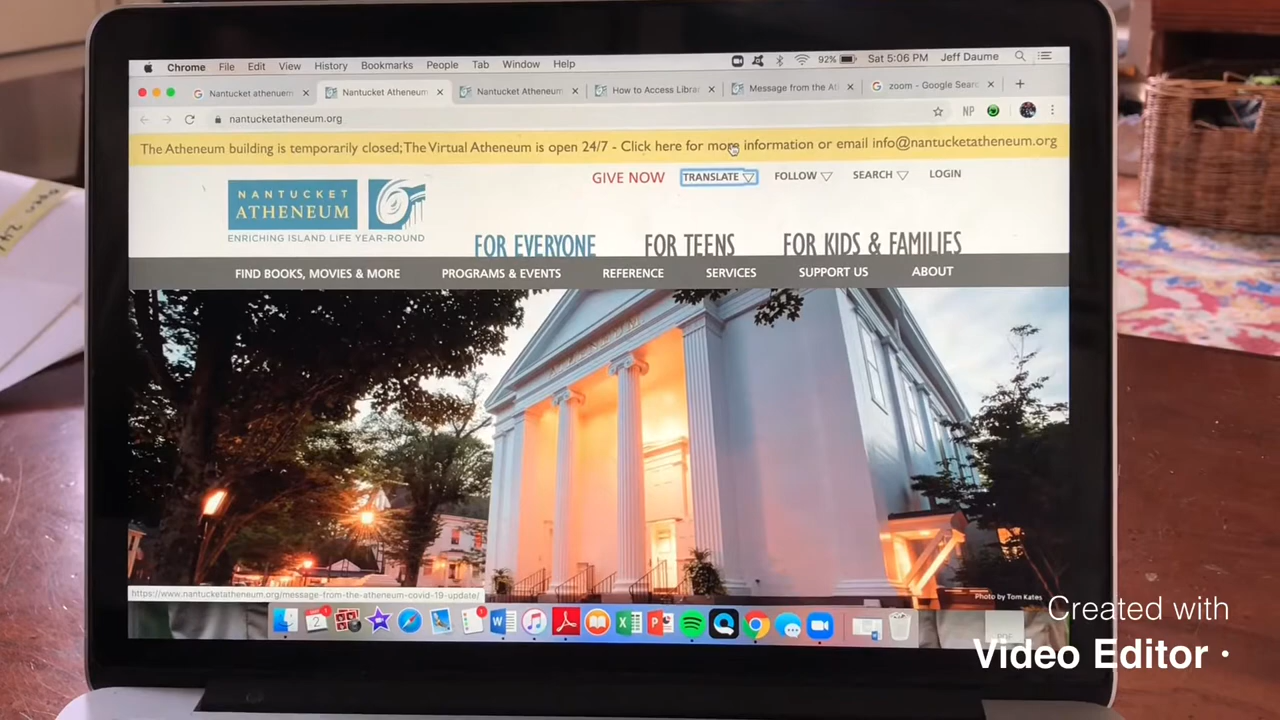 Chrome File Edit View History Bookmarks People Tab Window Help 92% Sat 5:06 PM Jeff Daume
Nantucket athenuem Nantucket Atheneum Nantucket Atheneum How to Access Librar Message from the At zoom - Google Searc
nantucketatheneum.org NP
The Atheneum building is temporarily closed; The Virtual Atheneum is open 24/7 - Click here for more information or email info@nantucketatheneum.org
GIVE NOW TRANSLATE FOLLOW SEARCH LOGIN
NANTUCKET
ATHENEUM
ENRICHING ISLAND LIFE YEAR-ROUND
FOR EVERYONE FOR TEENS FOR KIDS & FAMILIES
FIND BOOKS, MOVIES & MORE PROGRAMS & EVENTS REFERENCE SERVICES SUPPORT US ABOUT
https://www.nantucketatheneum.org/message-from-the-atheneum-covid-19-update/
Photo by Tom Kates
Created with
Video Editor